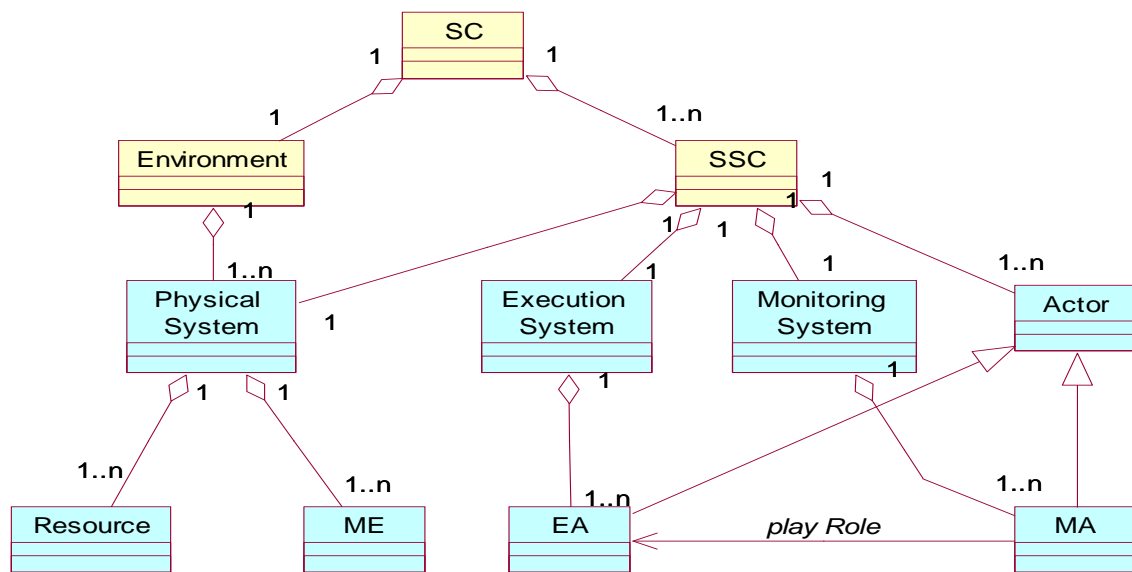 SC
1
1
1
1..n
Environment
SSC
1
1
1
1
1
1..n
1
1
1..n
Physical
System
1
Execution
System
Monitoring
System
Actor
1
1
1
1
1..n
1..n
1..n
1..n
Resource
ME
EA
play Role
MA